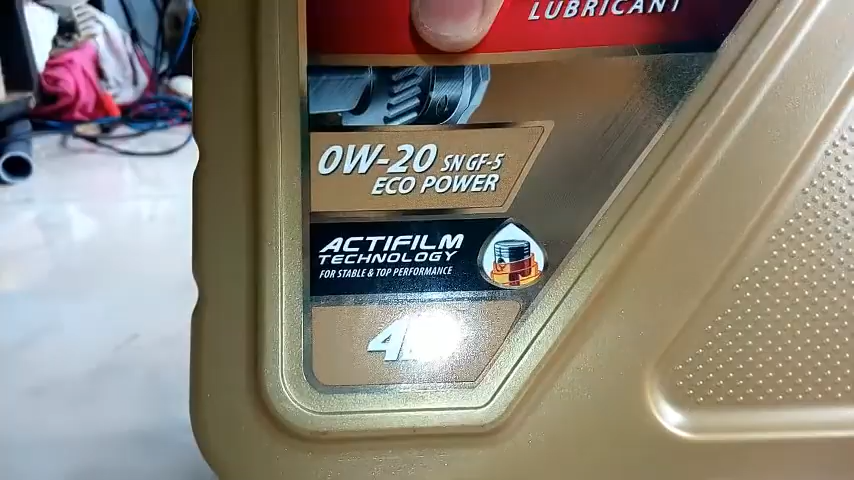 LUBRICANT
0W-20 SN GF-5
ECO POWER
ACTIFILM
TECHNOLOGY
FOR STABLE & TOP PERFORMANCE